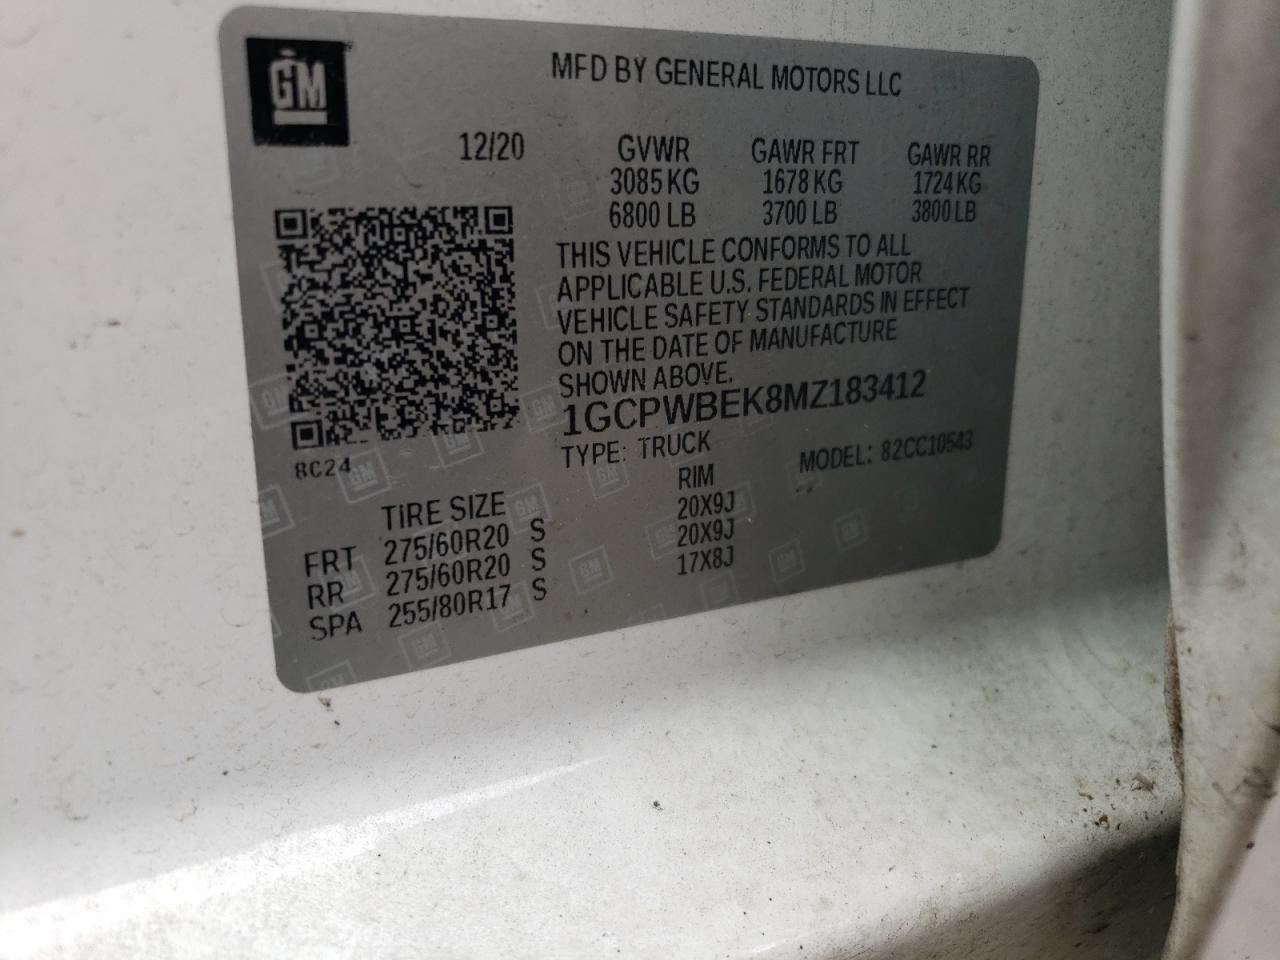 GM
MFD BY GENERAL MOTORS LLC
12/20 GVWR GAWR FRT GAWR RR
3085 KG 1678 KG 1724 KG
6800 LB 3700 LB 3800 LB
THIS VEHICLE CONFORMS TO ALL
APPLICABLE U.S. FEDERAL MOTOR
VEHICLE SAFETY STANDARDS IN EFFECT
ON THE DATE OF MANUFACTURE
SHOWN ABOVE.
1GCPWBEK8MZ183412
TYPE: TRUCK MODEL: 82CC10543
8C24
TIRE SIZE RIM
FRT 275/60R20 S 20X9J
RR 275/60R20 S 20X9J
SPA 255/80R17 S 17X8J